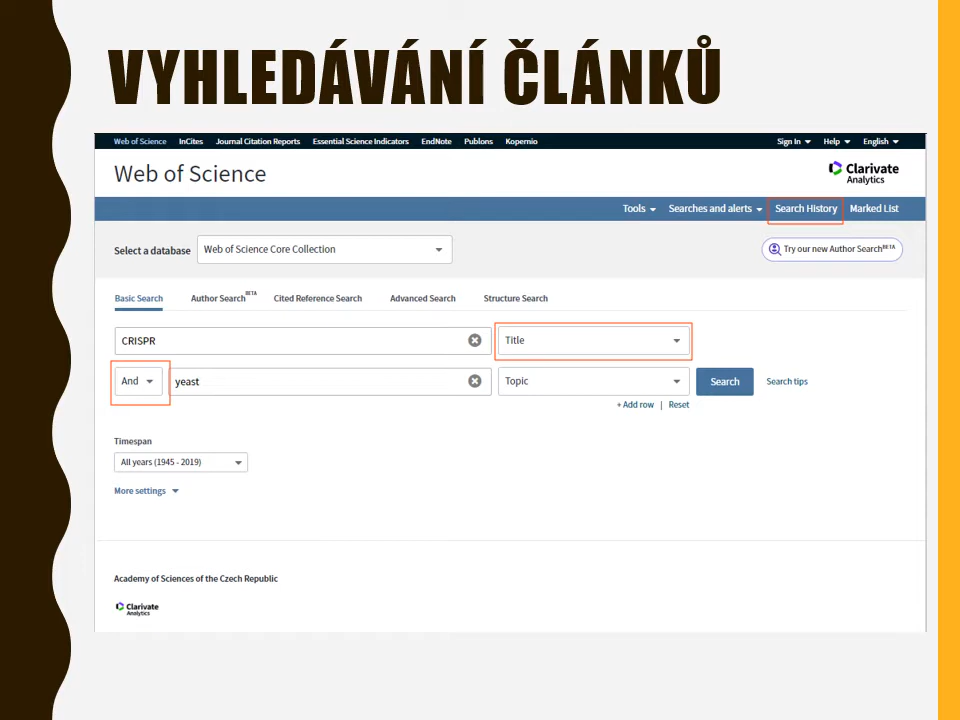 VYHLEDÁVÁNÍ ČLÁNKŮ
Web of Science InCites Journal Citation Reports Essential Science Indicators EndNote Publons Kopernio Sign In Help English
Web of Science
Clarivate
Analytics
Tools Searches and alerts Search History Marked List
Select a database Web of Science Core Collection
Try our new Author Search BETA
Basic Search Author Search BETA Cited Reference Search Advanced Search Structure Search
CRISPR Title
And yeast Topic Search Search tips
+ Add row | Reset
Timespan
All years (1945 - 2019)
More settings
Academy of Sciences of the Czech Republic
Clarivate
Analytics